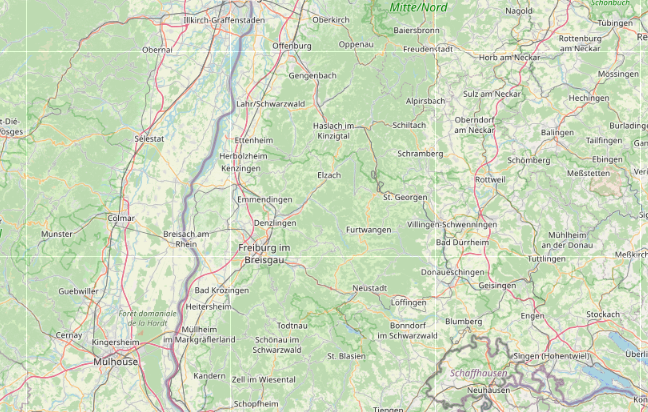 Mitte/Nord
Nagold
Schönbuch
Illkirch-Graffenstaden
Oberkirch
Tübingen
Baiersbronn
Rottenburg
am Neckar
Obernai
Offenburg
Oppenau
Freudenstadt
Horb am Neckar
Gengenbach
Mössingen
Sulz am Neckar
Hechingen
Lahr/Schwarzwald
Alpirsbach
Oberndorf
am Neckar
Haslach im
Kinzigtal
Schiltach
Balingen
Selestat
Ettenheim
Tailfingen
Herbolzheim
Schramberg
Schömberg
Ebingen
Kenzingen
Elzach
Rottweil
Meßstetten
Emmendingen
St. Georgen
Colmar
Denzlingen
Villingen-Schwenningen
Munster
Breisach am
Rhein
Furtwangen
Mühlheim
an der Donau
Freiburg im
Breisgau
Bad Dürrheim
Tuttlingen
Donaueschingen
Guebwiller
Bad Krozingen
Neustadt
Geisingen
Heitersheim
Löffingen
Forêt domaniale
de la Hardt
Engen
Stockach
Cernay
Kingersheim
Müllheim
im Markgräflerland
Todtnau
Bonndorf
im Schwarzwald
Blumberg
Schönau im
Schwarzwald
Mulhouse
St. Blasien
Singen (Hohentwiel)
Kandern
Zell im Wiesental
Schaffhausen
Neuhausen
Schopfheim
Tiengen